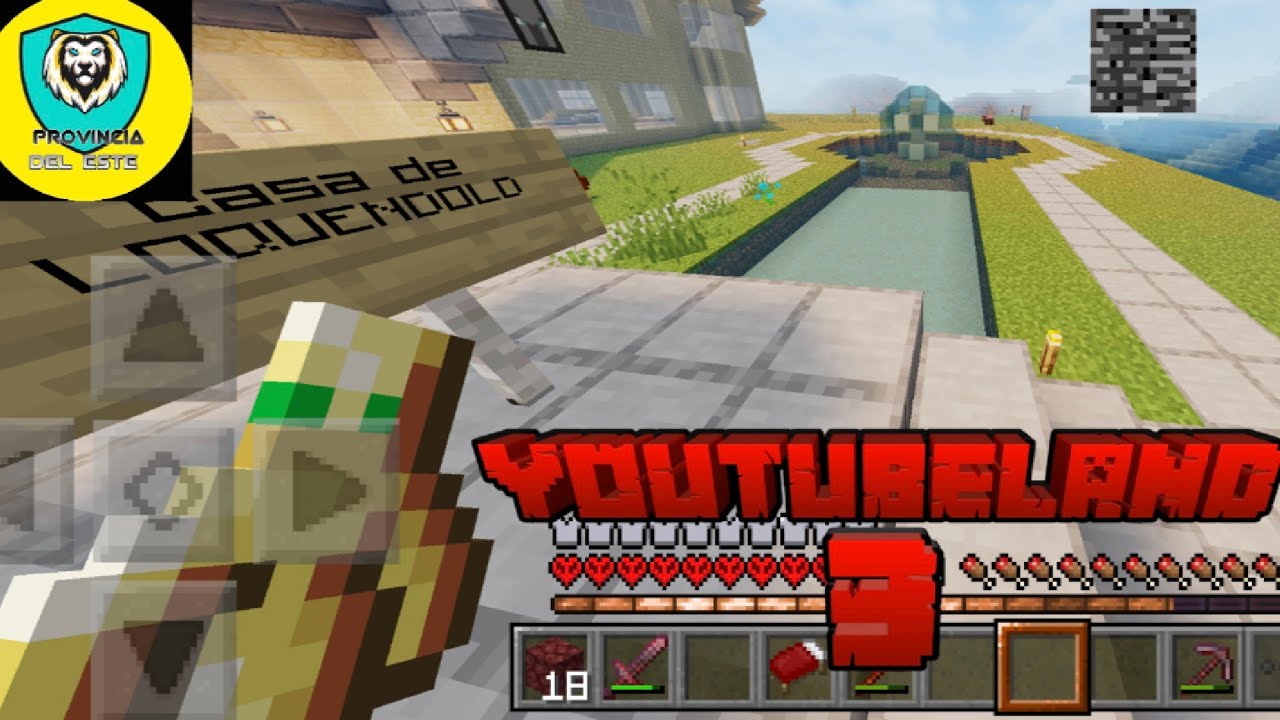 PROVINCIA
DEL ESTE
Casa de
LOQUENDOLO
YOUTUBELAND
3
18